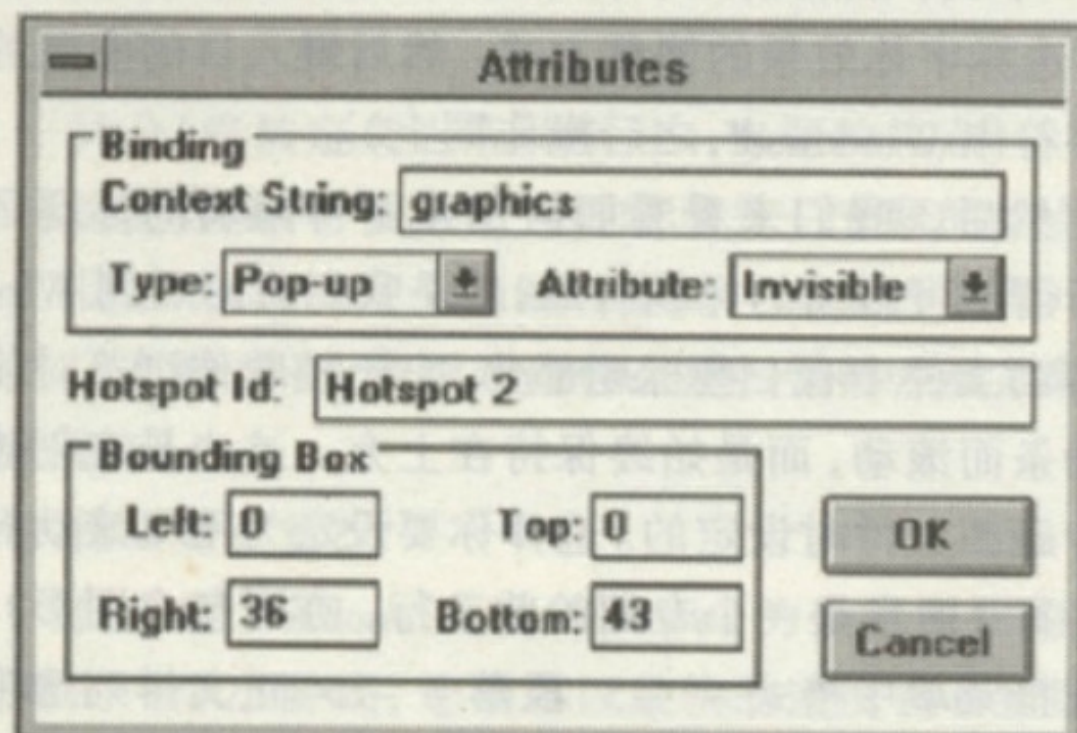 Attributes
Binding
Context String: graphics
Type: Pop-up Attribute: Invisible
Hotspot Id: Hotspot 2
Bounding Box
Left: 0 Top: 0
OK
Right: 36 Bottom: 43
Cancel